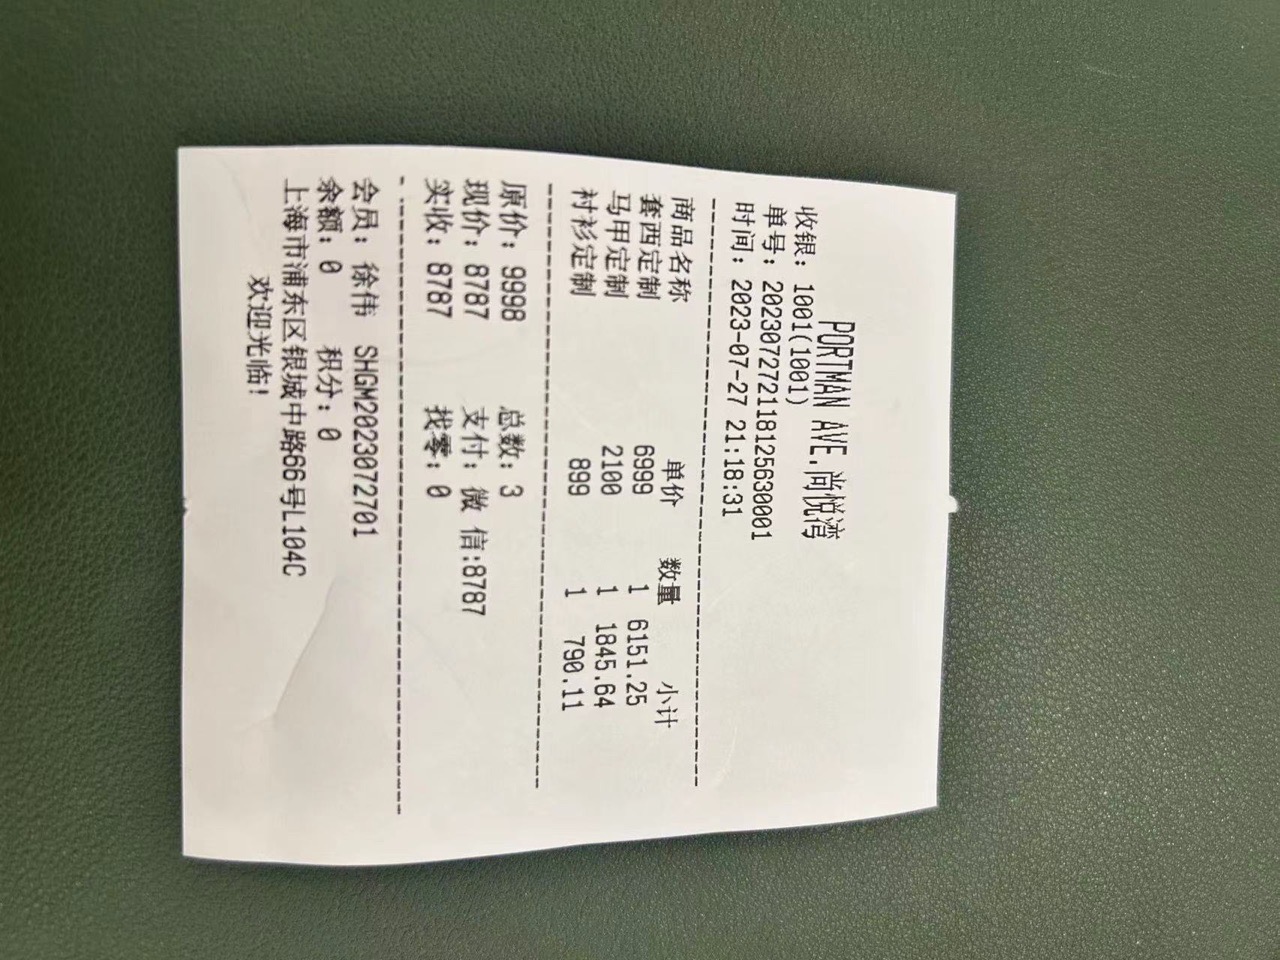 PORTMAN AVE.尚悦湾
收银: 1001(1001)
单号: 202307272118125630001
时间: 2023-07-27 21:18:31
商品名称 单价 数量 小计
套西定制 6999 1 6151.25
马甲定制 2100 1 1845.64
衬衫定制 899 1 790.11
原价: 9998 总数: 3
现价: 8787 支付: 微 信:8787
实收: 8787 找零: 0
会员: 徐伟 SHGM2023072701
余额: 0 积分: 0
上海市浦东区银城中路66号L104C
欢迎光临!